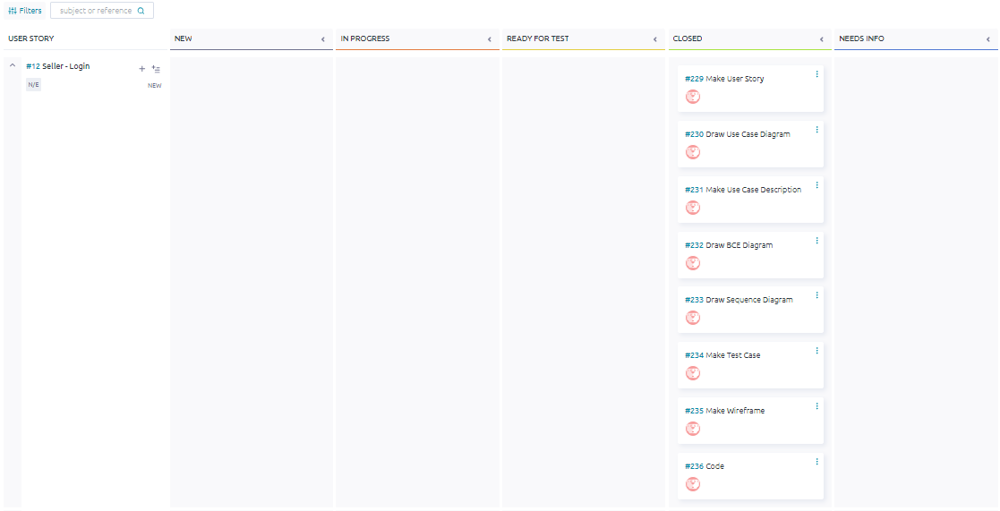 Filters
subject or reference
USER STORY
NEW
IN PROGRESS
READY FOR TEST
CLOSED
NEEDS INFO
#12 Seller - Login
N/E
NEW
#229 Make User Story
#230 Draw Use Case Diagram
#231 Make Use Case Description
#232 Draw BCE Diagram
#233 Draw Sequence Diagram
#234 Make Test Case
#235 Make Wireframe
#236 Code